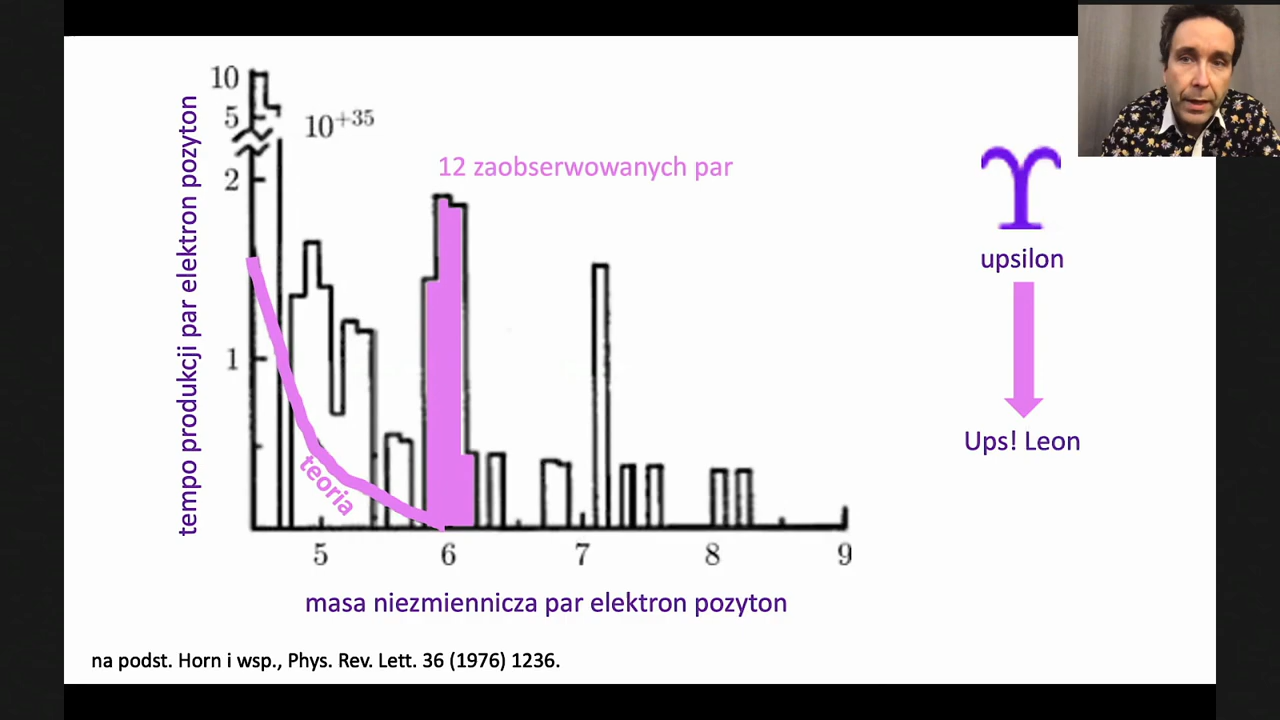 10
5
10+35
12 zaobserwowanych par
2
ϒ
upsilon
1
Ups! Leon
tempo produkcji par elektron pozyton
teoria
5 6 7 8 9
masa niezmiennicza par elektron pozyton
na podst. Horn i wsp., Phys. Rev. Lett. 36 (1976) 1236.